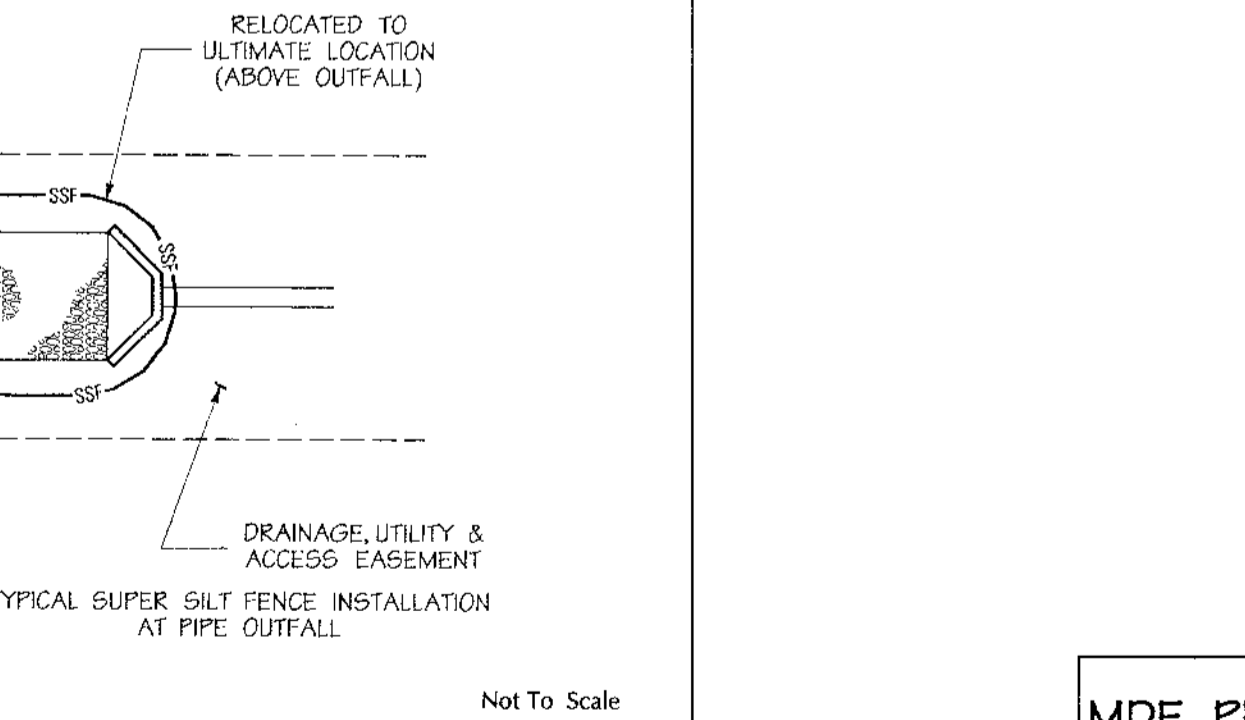 RELOCATED TO
ULTIMATE LOCATION
(ABOVE OUTFALL)
SSF
SSF
SSF
DRAINAGE, UTILITY &
ACCESS EASEMENT
YPICAL SUPER SILT FENCE INSTALLATION
AT PIPE OUTFALL
Not To Scale
MDE